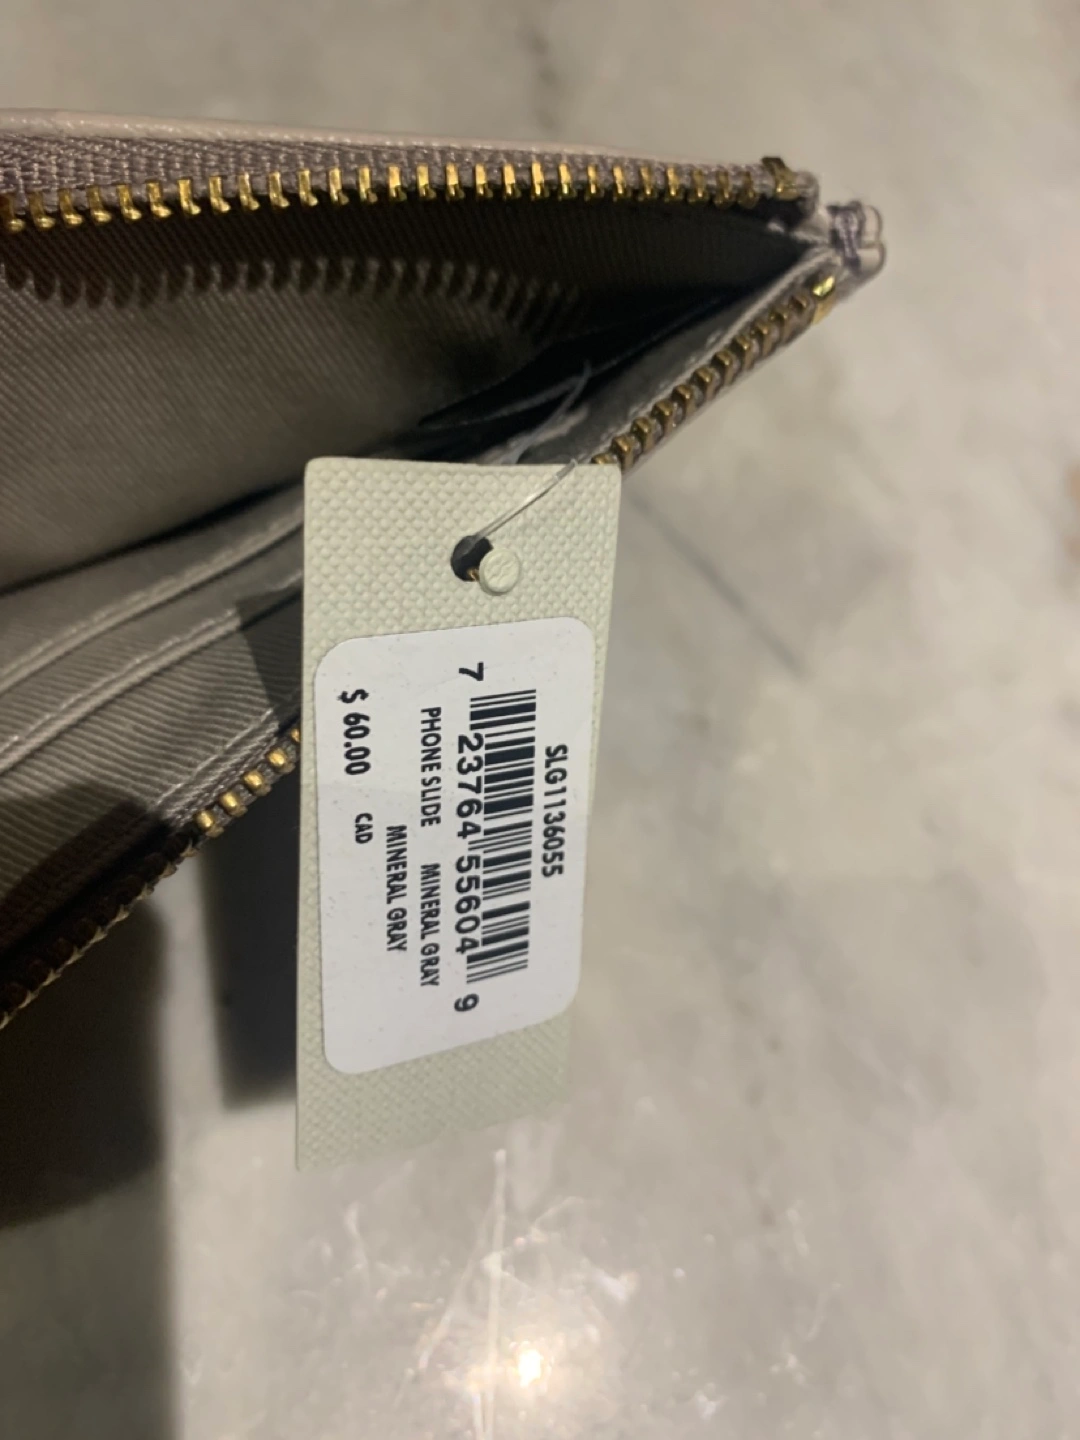 SLG1136055
7 23764 55604 9
PHONE SLIDE MINERAL GRAY
MINERAL GRAY
$ 60.00 CAD